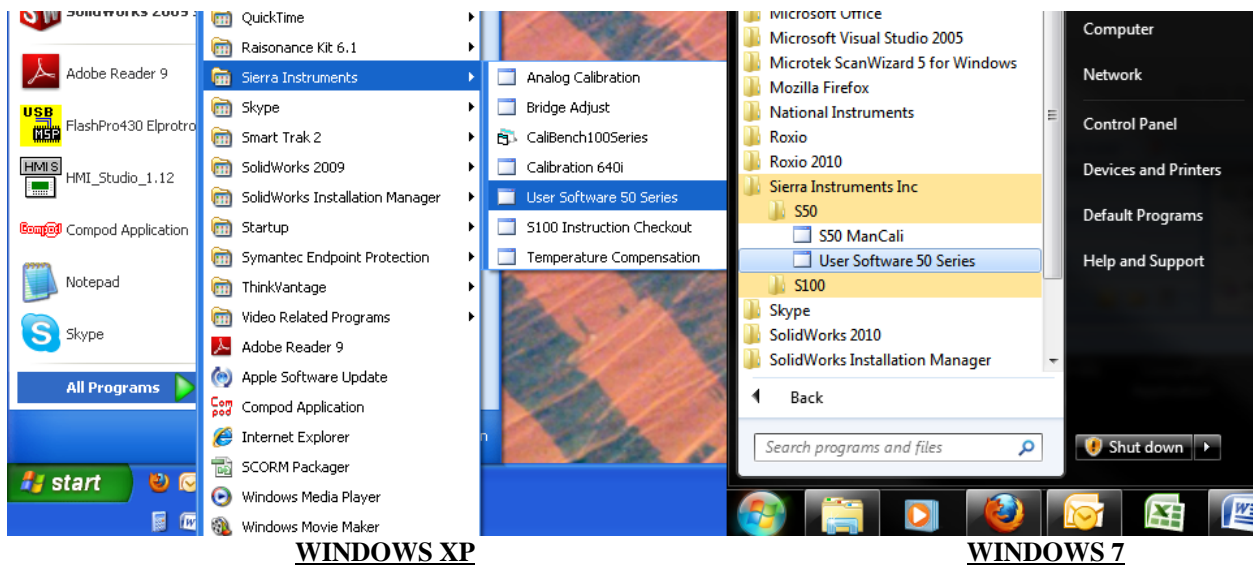 SolidWorks 2009
Adobe Reader 9
USB
MSP
FlashPro430 Elprotro
HMI S
HMI_Studio_1.12
Compod
Compod Application
Notepad
Skype
All Programs
start
QuickTime
Raisonance Kit 6.1
Sierra Instruments
Skype
Smart Trak 2
SolidWorks 2009
SolidWorks Installation Manager
Startup
Symantec Endpoint Protection
ThinkVantage
Video Related Programs
Adobe Reader 9
Apple Software Update
Com
pod
Compod Application
Internet Explorer
SCORM Packager
Windows Media Player
Windows Movie Maker
Analog Calibration
Bridge Adjust
CaliBench100Series
Calibration 640i
User Software 50 Series
S100 Instruction Checkout
Temperature Compensation
Microsoft Office
Microsoft Visual Studio 2005
Microtek ScanWizard 5 for Windows
Mozilla Firefox
National Instruments
Roxio
Roxio 2010
Sierra Instruments Inc
S50
S50 ManCali
User Software 50 Series
S100
Skype
SolidWorks 2010
SolidWorks Installation Manager
Back
Search programs and files
Computer
Network
Control Panel
Devices and Printers
Default Programs
Help and Support
Shut down
WINDOWS XP
WINDOWS 7